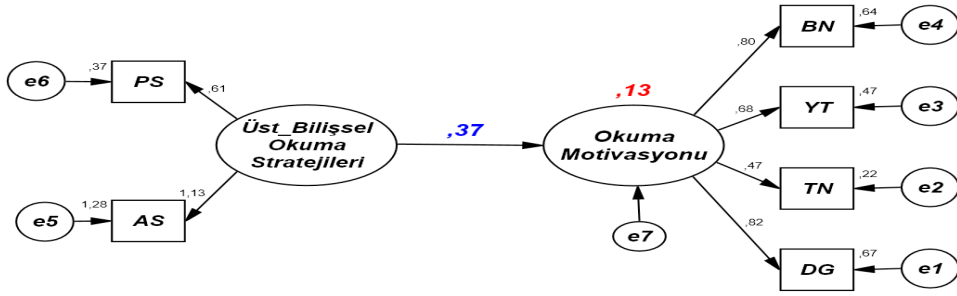 ,64
BN
e4
,80
,37
e6
PS
,61
,13
,47
YT
e3
,68
Üst_Bilişsel
Okuma
Stratejileri
,37
Okuma
Motivasyonu
,47
,22
TN
e2
1,13
1,28
e5
AS
,82
e7
,67
DG
e1